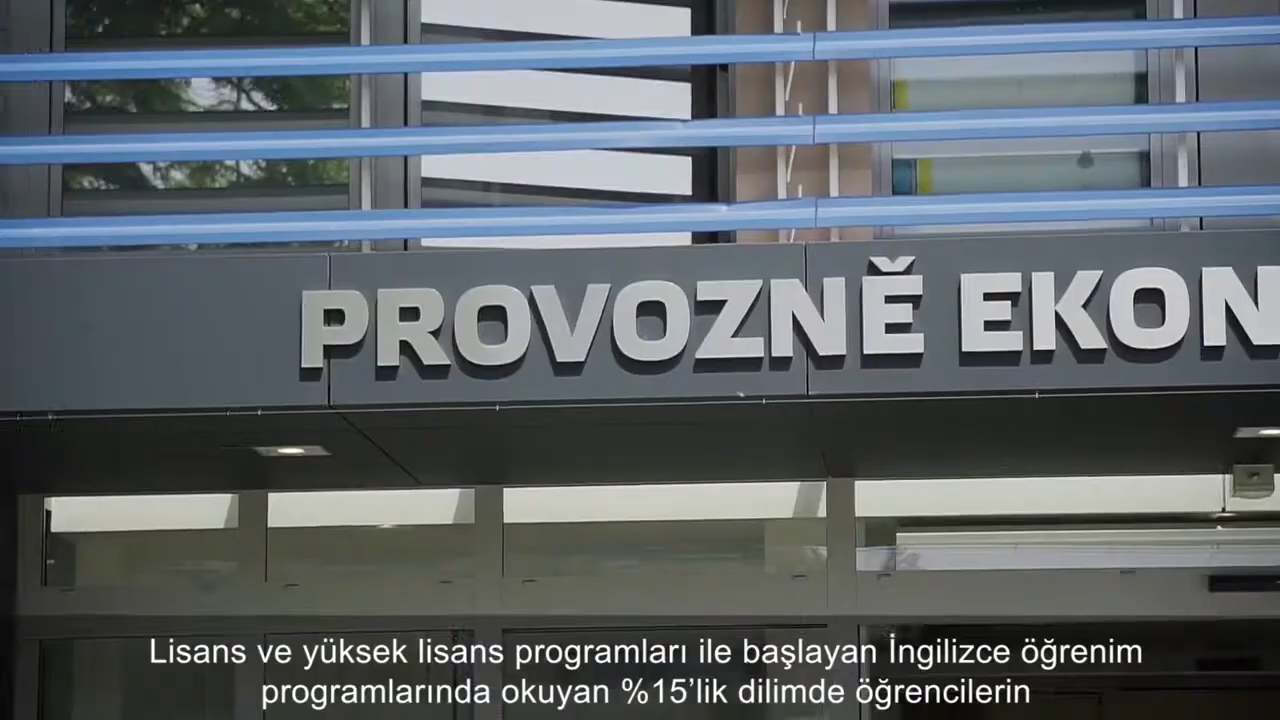 PROVOZNĚ EKON
Lisans ve yüksek lisans programları ile başlayan İngilizce öğrenim
programlarında okuyan %15’lik dilimde öğrencilerin